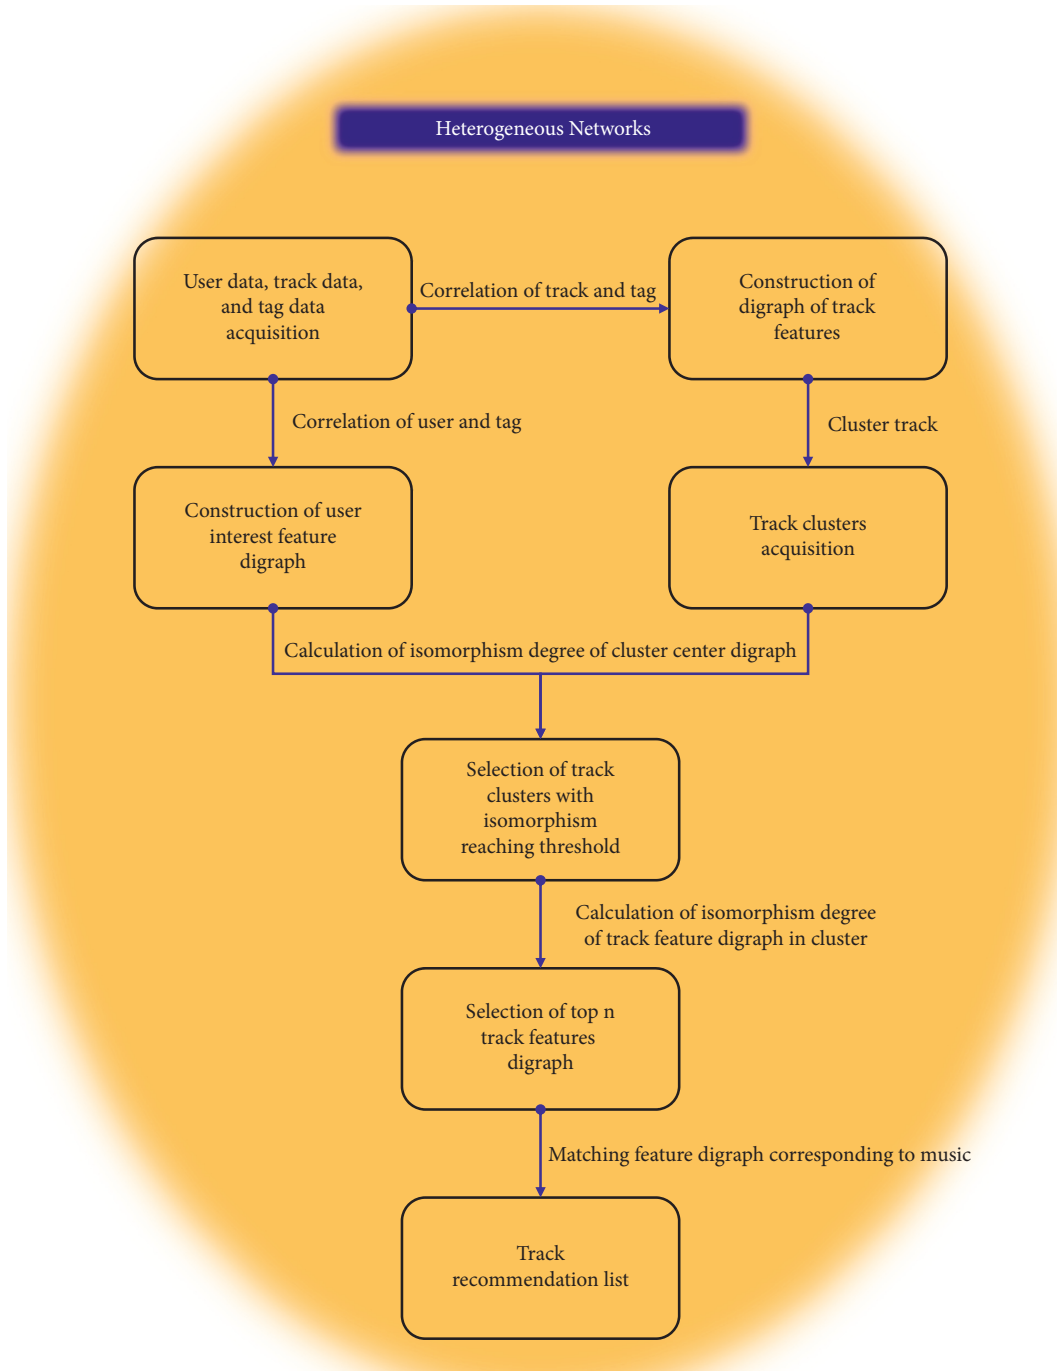 Heterogeneous Networks
User data, track data,
and tag data
acquisition
Correlation of track and tag
Construction of
digraph of track
features
Correlation of user and tag
Cluster track
Construction of user
interest feature
digraph
Track clusters
acquisition
Calculation of isomorphism degree of cluster center digraph
Selection of track
clusters with
isomorphism
reaching threshold
Calculation of isomorphism degree
of track feature digraph in cluster
Selection of top n
track features
digraph
Matching feature digraph corresponding to music
Track
recommendation list